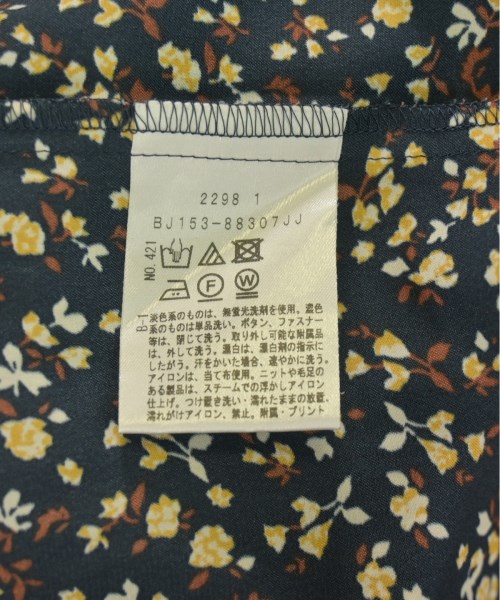 2298 1
BJ153-88307JJ
NO.421
F
W
B1
淡色系のものは、無蛍光洗剤を使用。濃色
系のものは単品洗い。ボタン、ファスナー
等は、閉じて洗う。取り外し可能な附属品
は、外して洗う。漂白は、漂白剤の指示に
したがう。汗をかいた場合、速やかに洗う。
アイロンは、当て布使用。ニットや毛足の
ある製品は、スチームでの浮かしアイロン
仕上げ。つけ置き洗い・濡れたままの放置、
濡れがけアイロン、禁止。附属・プリント